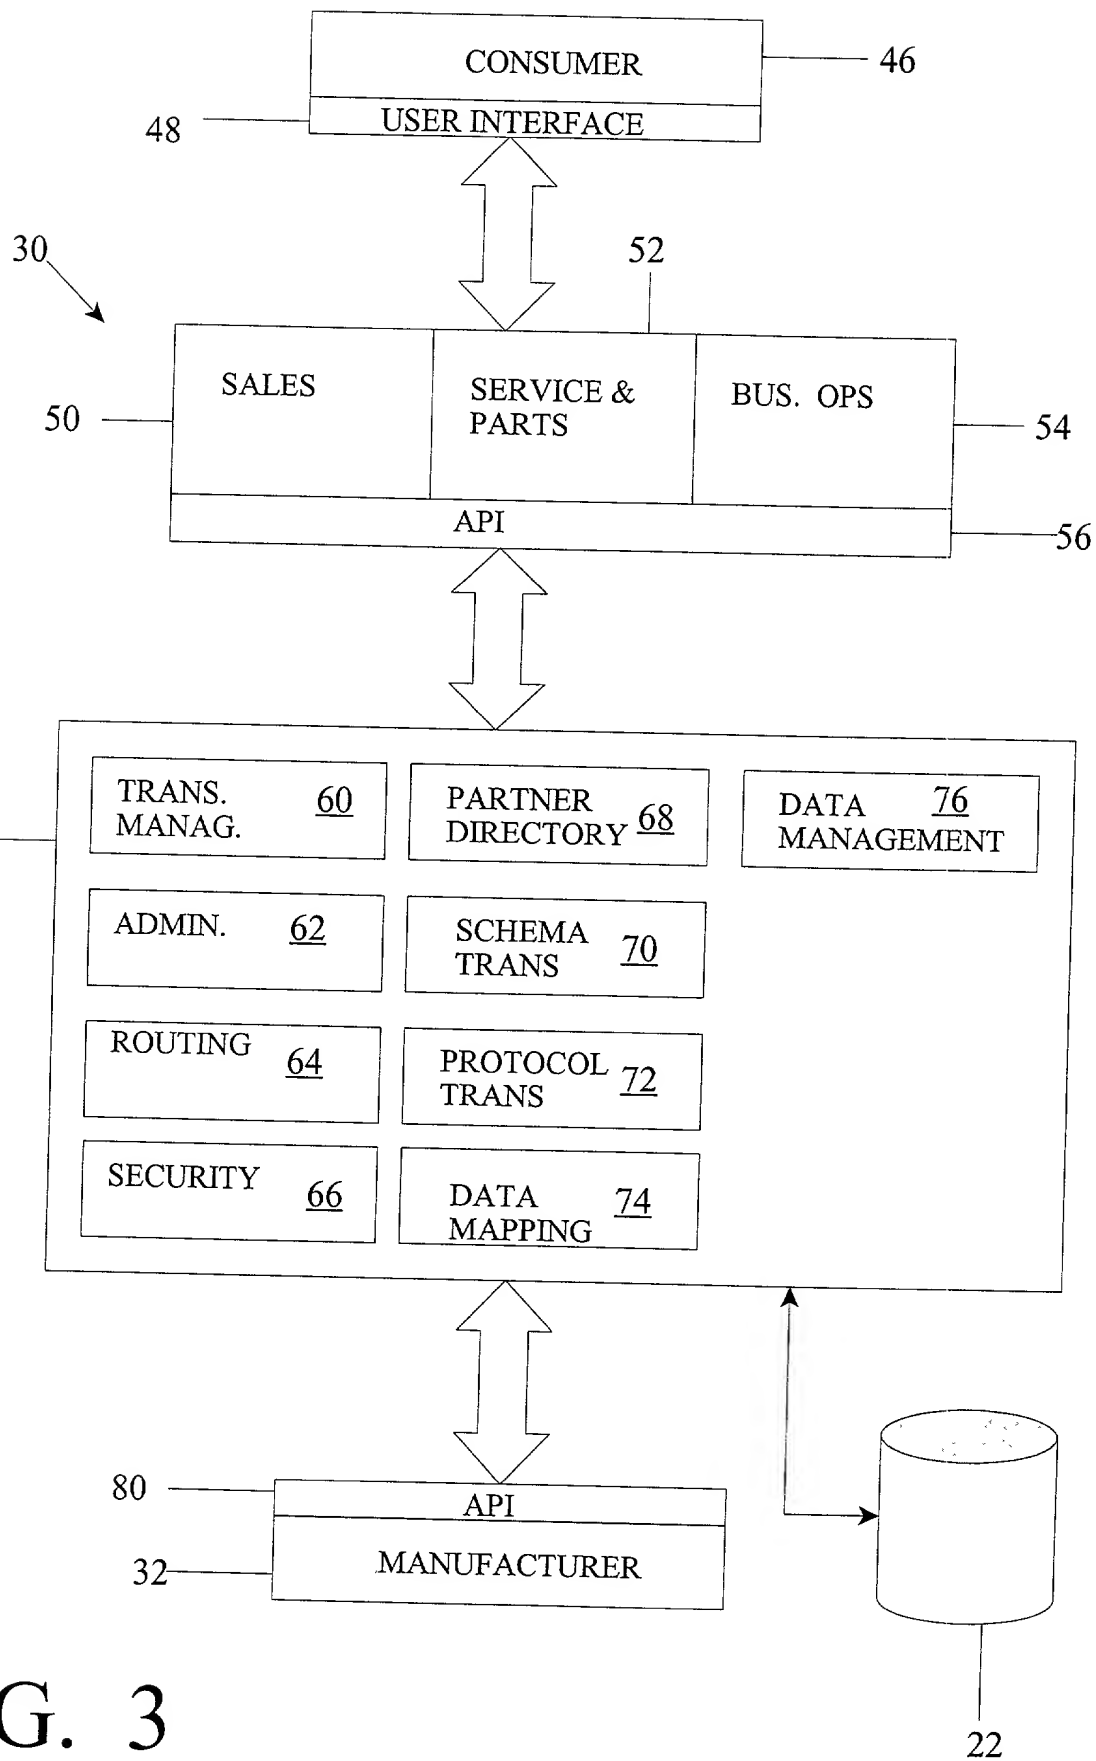 CONSUMER
46
USER INTERFACE
48
30
52
SALES
SERVICE &
PARTS
BUS. OPS
50
54
API
56
TRANS.
MANAG.
60
PARTNER
DIRECTORY
68
DATA
MANAGEMENT
76
ADMIN.
62
SCHEMA
TRANS
70
ROUTING
64
PROTOCOL
TRANS
72
SECURITY
66
DATA
MAPPING
74
80
API
32
MANUFACTURER
22
G. 3